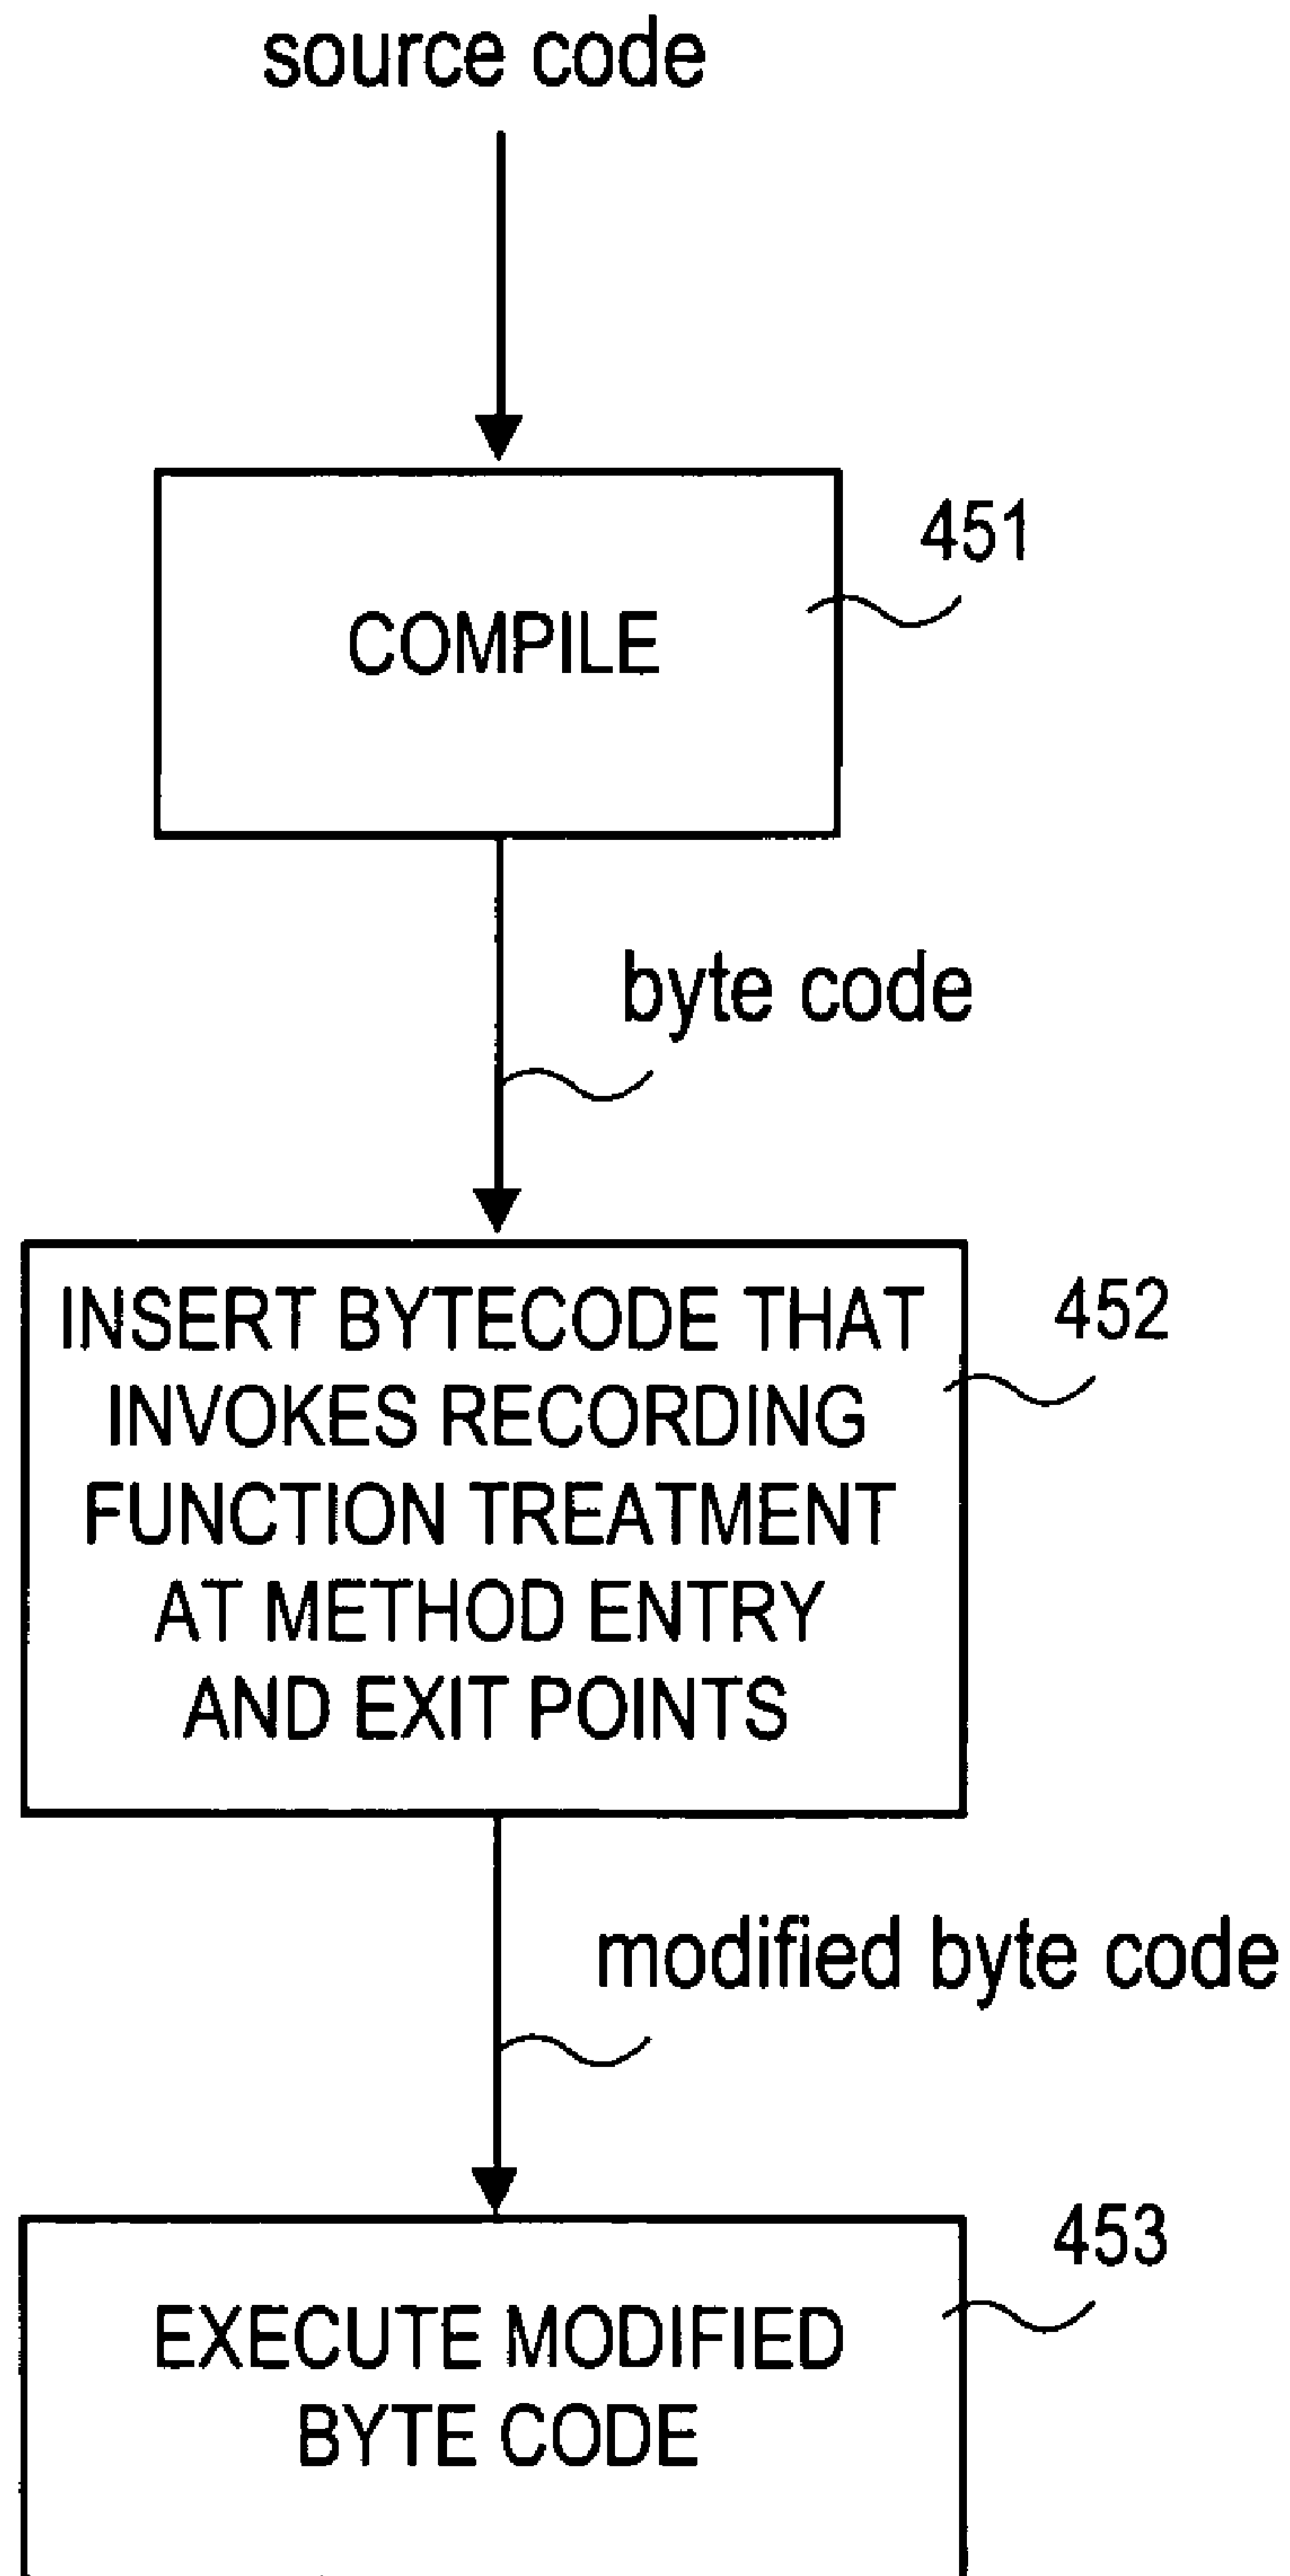 source code
451
COMPILE
byte code
452
INSERT BYTECODE THAT
INVOKES RECORDING
FUNCTION TREATMENT
AT METHOD ENTRY
AND EXIT POINTS
modified byte code
453
EXECUTE MODIFIED
BYTE CODE